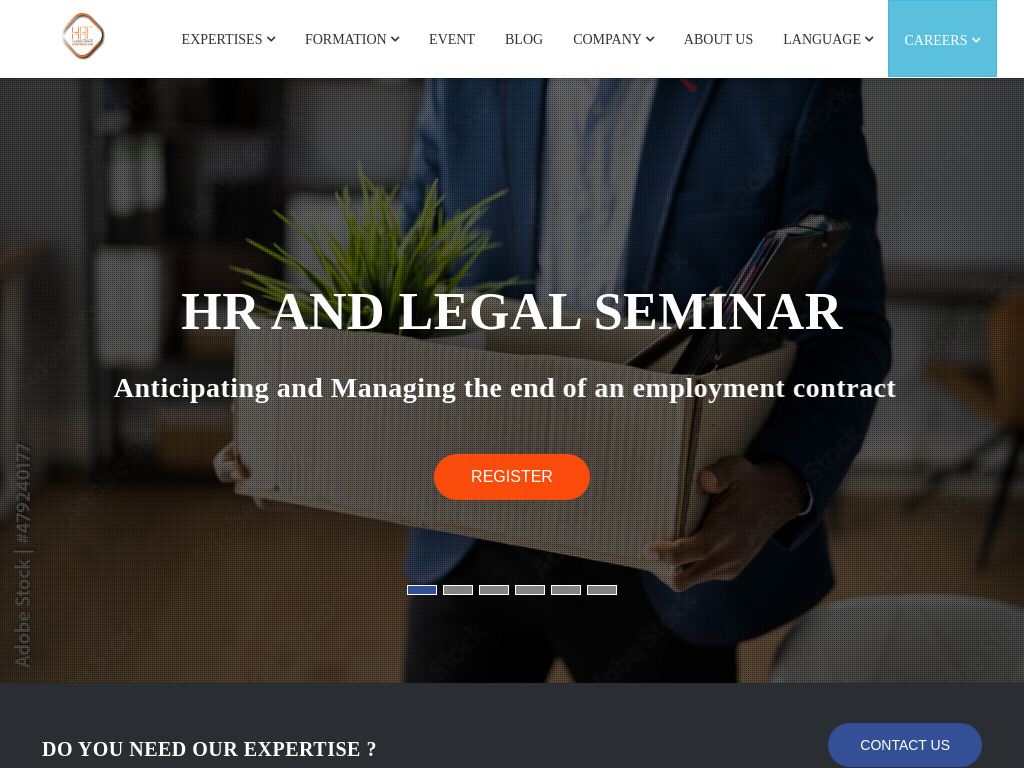 EXPERTISES
FORMATION
EVENT
BLOG
COMPANY
ABOUT US
LANGUAGE
CAREERS
HR AND LEGAL SEMINAR
Anticipating and Managing the end of an employment contract
REGISTER
Adobe Stock | #479240177
DO YOU NEED OUR EXPERTISE ?
CONTACT US